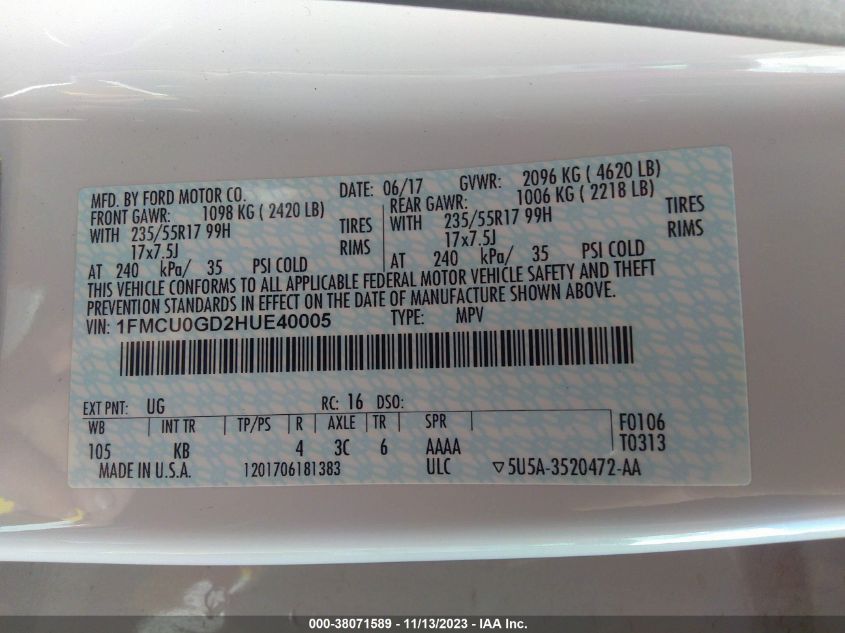 MFD. BY FORD MOTOR CO.
DATE: 06/17 GVWR: 2096 KG ( 4620 LB)
FRONT GAWR: 1098 KG ( 2420 LB)
WITH 235/55R17 99H TIRES
17x7.5J RIMS
AT 240 kPa/ 35 PSI COLD
REAR GAWR: 1006 KG ( 2218 LB)
WITH 235/55R17 99H TIRES
17x7.5J RIMS
AT 240 kPa/ 35 PSI COLD
THIS VEHICLE CONFORMS TO ALL APPLICABLE FEDERAL MOTOR VEHICLE SAFETY AND THEFT
PREVENTION STANDARDS IN EFFECT ON THE DATE OF MANUFACTURE SHOWN ABOVE.
VIN: 1FMCU0GD2HUE40005 TYPE: MPV
EXT PNT: UG RC: 16 DSO:
WB INT TR TP/PS R AXLE TR SPR F0106
105 KB 4 3C 6 AAAA T0313
MADE IN U.S.A. 1201706181383 ULC ▽5U5A-3520472-AA
000-38071589 - 11/13/2023 - IAA Inc.